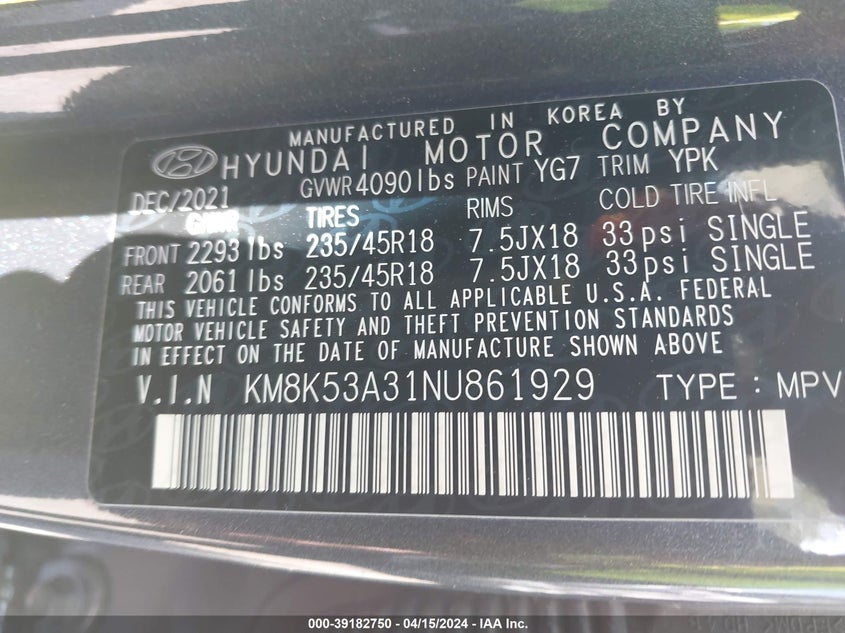 MANUFACTURED IN KOREA BY
HYUNDAI MOTOR COMPANY
DEC/2021 GVWR 4090 lbs PAINT YG7 TRIM YPK
GAWR TIRES RIMS COLD TIRE INFL
FRONT 2293 lbs 235/45R18 7.5JX18 33psi SINGLE
REAR 2061 lbs 235/45R18 7.5JX18 33psi SINGLE
THIS VEHICLE CONFORMS TO ALL APPLICABLE U.S.A. FEDERAL
MOTOR VEHICLE SAFETY AND THEFT PREVENTION STANDARDS
IN EFFECT ON THE DATE OF MANUFACTURE SHOWN ABOVE
V.I.N KM8K53A31NU861929 TYPE : MPV
000-39182750 - 04/15/2024 - IAA Inc.